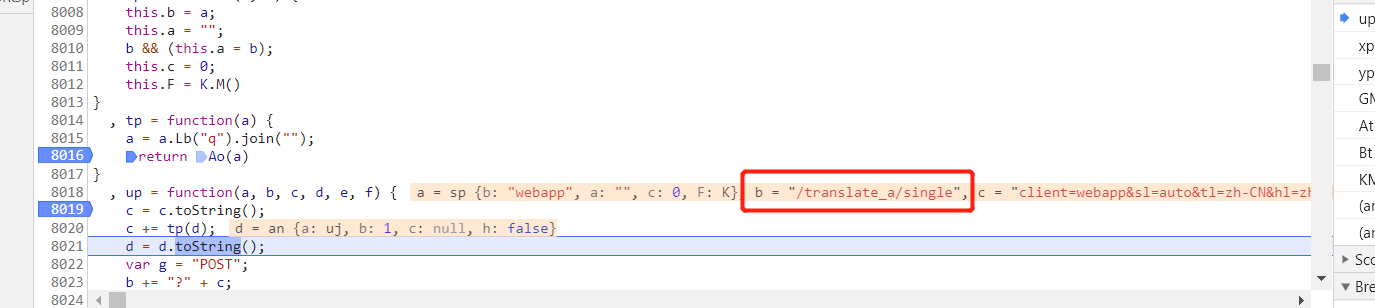 8008 this.b = a;
8009 this.a = "";
8010 b && (this.a = b);
8011 this.c = 0;
8012 this.F = K.M()
8013 }
8014 , tp = function(a) {
8015 a = a.Lb("q").join("");
8016 return Ao(a)
8017 }
8018 , up = function(a, b, c, d, e, f) { a = sp {b: "webapp", a: "", c: 0, F: K} b = "/translate_a/single", c = "client=webapp&sl=auto&tl=zh-CN&hl=zh
8019 c = c.toString();
8020 c += tp(d); d = an {a: uj, b: 1, c: null, h: false}
8021 d = d.toString();
8022 var g = "POST";
8023 b += "?" + c;
8024
up
xp
yp
GM
At
Bt
KM
(ar
(ar
Sco
Bre